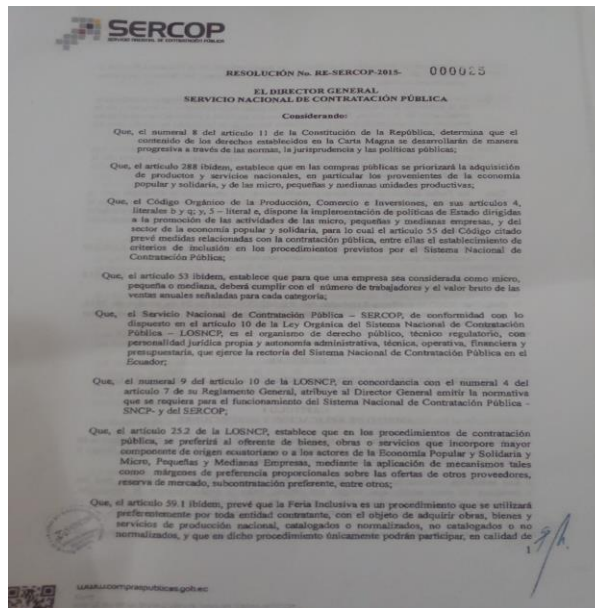 SERCOP
SERVICIO NACIONAL DE CONTRATACIÓN PÚBLICA
RESOLUCIÓN No. RE-SERCOP-2015- 000025
EL DIRECTOR GENERAL
SERVICIO NACIONAL DE CONTRATACIÓN PÚBLICA
Considerando:
Que, el numeral 8 del artículo 11 de la Constitución de la República, determina que el
contenido de los derechos establecidos en la Carta Magna se desarrollarán de manera
progresiva a través de las normas, la jurisprudencia y las políticas públicas;
Que, el artículo 288 ibídem, establece que en las compras públicas se priorizará la adquisición
de productos y servicios nacionales, en particular los provenientes de la economía
popular y solidaria, y de las micro, pequeñas y medianas unidades productivas;
Que, el Código Orgánico de la Producción, Comercio e Inversiones, en sus artículos 4,
literales b y q; y, 5 – literal e, dispone la implementación de políticas de Estado dirigidas
a la promoción de las actividades de las micro, pequeñas y medianas empresas, y del
sector de la economía popular y solidaria, para lo cual el artículo 55 del Código citado
prevé medidas relacionadas con la contratación pública, entre ellas el establecimiento de
criterios de inclusión en los procedimientos previstos por el Sistema Nacional de
Contratación Pública;
Que, el artículo 53 ibídem, establece que para que una empresa sea considerada como micro,
pequeña o mediana, deberá cumplir con el número de trabajadores y el valor bruto de las
ventas anuales señaladas para cada categoría;
Que, el Servicio Nacional de Contratación Pública – SERCOP, de conformidad con lo
dispuesto en el artículo 10 de la Ley Orgánica del Sistema Nacional de Contratación
Pública – LOSNCP, es el organismo de derecho público, técnico regulatorio, con
personalidad jurídica propia y autonomía administrativa, técnica, operativa, financiera y
presupuestaria, que ejerce la rectoría del Sistema Nacional de Contratación Pública en el
Ecuador;
Que, el numeral 9 del artículo 10 de la LOSNCP, en concordancia con el numeral 4 del
artículo 7 de su Reglamento General, atribuye al Director General emitir la normativa
que se requiera para el funcionamiento del Sistema Nacional de Contratación Pública -
SNCP- y del SERCOP;
Que, el artículo 25.2 de la LOSNCP, establece que en los procedimientos de contratación
pública, se preferirá al oferente de bienes, obras o servicios que incorpore mayor
componente de origen ecuatoriano o a los actores de la Economía Popular y Solidaria y
Micro, Pequeñas y Medianas Empresas, mediante la aplicación de mecanismos tales
como márgenes de preferencia proporcionales sobre las ofertas de otros proveedores,
reserva de mercado, subcontratación preferente, entre otros;
Que, el artículo 59.1 ibídem, prevé que la Feria Inclusiva es un procedimiento que se utilizará
preferentemente por toda entidad contratante, con el objeto de adquirir obras, bienes y
servicios de producción nacional, catalogados o normalizados, no catalogados o no
normalizados, y que en dicho procedimiento únicamente podrán participar, en calidad de
1
www.compraspublicas.gob.ec